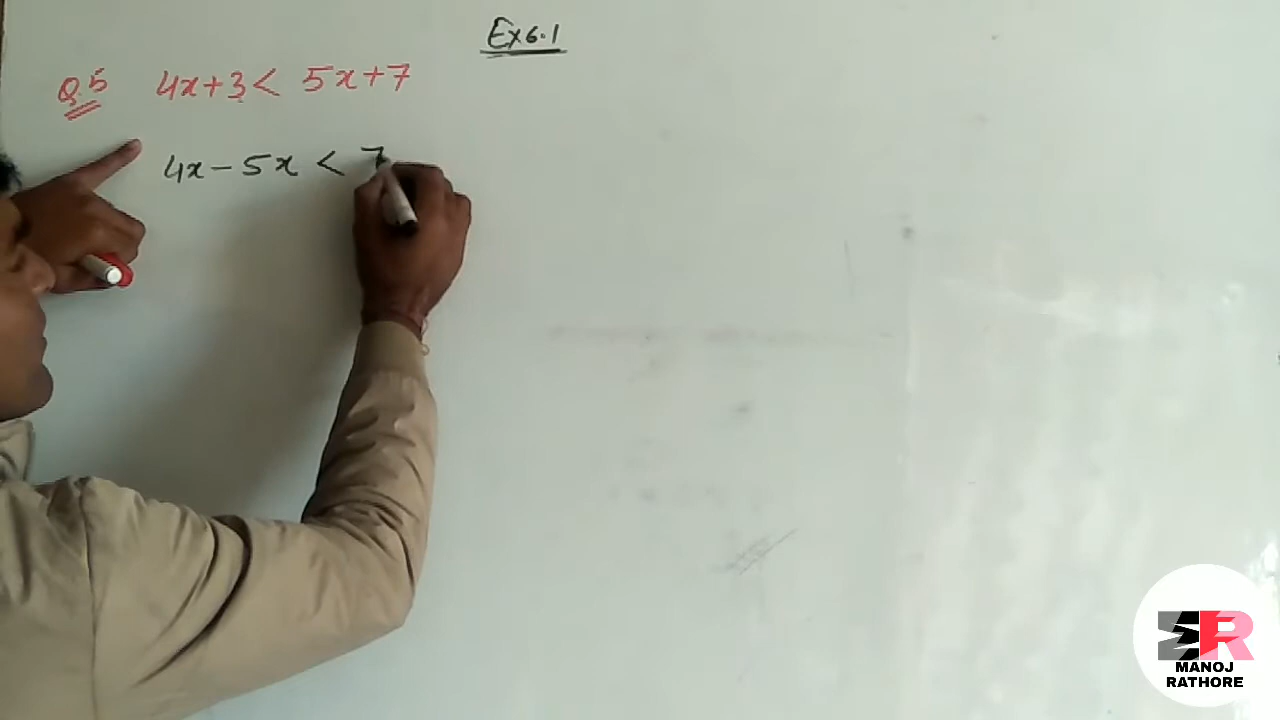 Ex 6.1
Q.5 4x+3 < 5x+7
4x-5x < 7
MANOJ
RATHORE